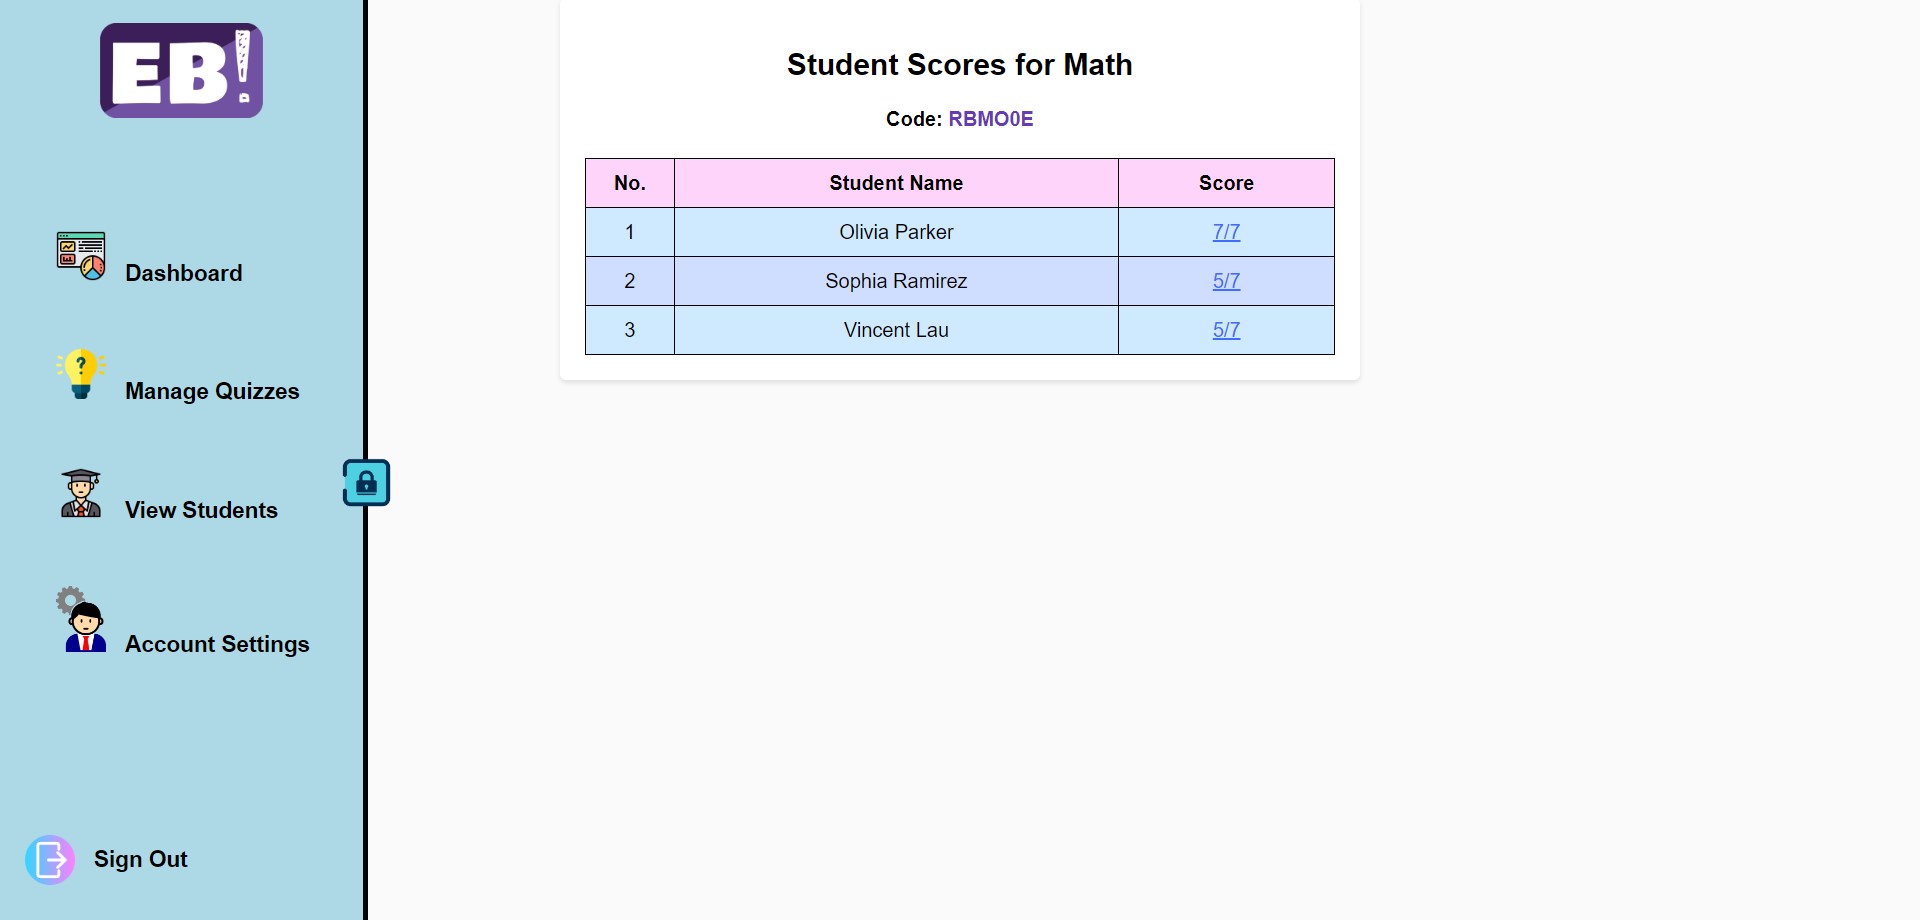 EB!
Dashboard
Manage Quizzes
View Students
Account Settings
Sign Out
Student Scores for Math
Code: RBMO0E
No. Student Name Score
1 Olivia Parker 7/7
2 Sophia Ramirez 5/7
3 Vincent Lau 5/7